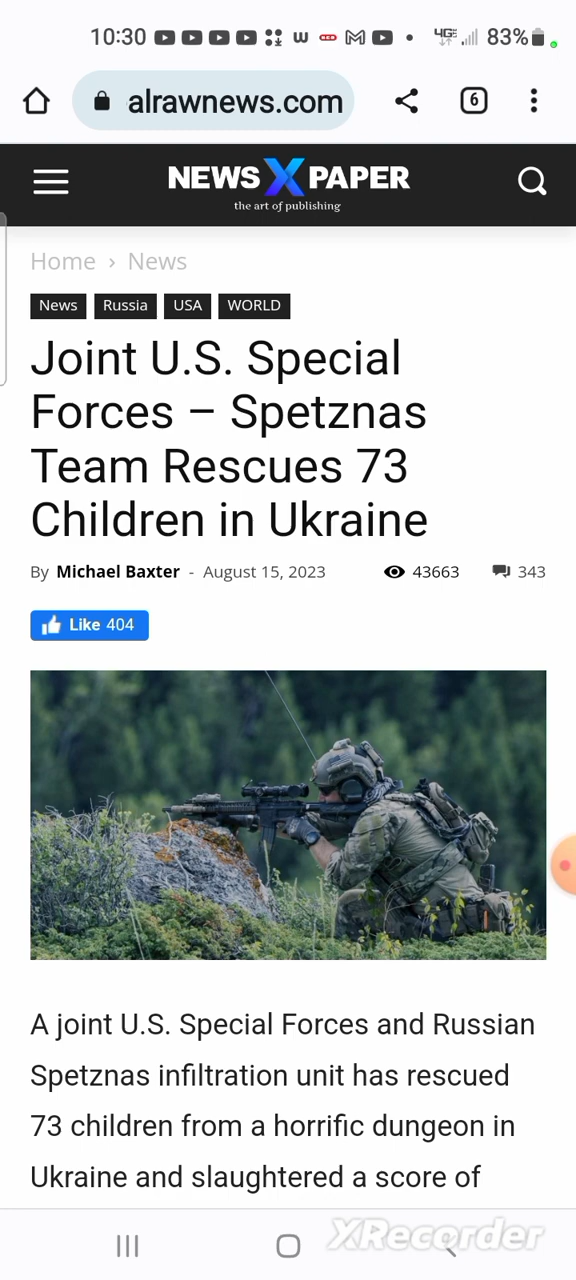 10:30 W 4GE 83%
alrawnews.com 6
NEWS X PAPER
the art of publishing
Home › News
News Russia USA WORLD
Joint U.S. Special
Forces – Spetznas
Team Rescues 73
Children in Ukraine
By Michael Baxter - August 15, 2023 43663 343
Like 404
A joint U.S. Special Forces and Russian
Spetznas infiltration unit has rescued
73 children from a horrific dungeon in
Ukraine and slaughtered a score of
XRecorder